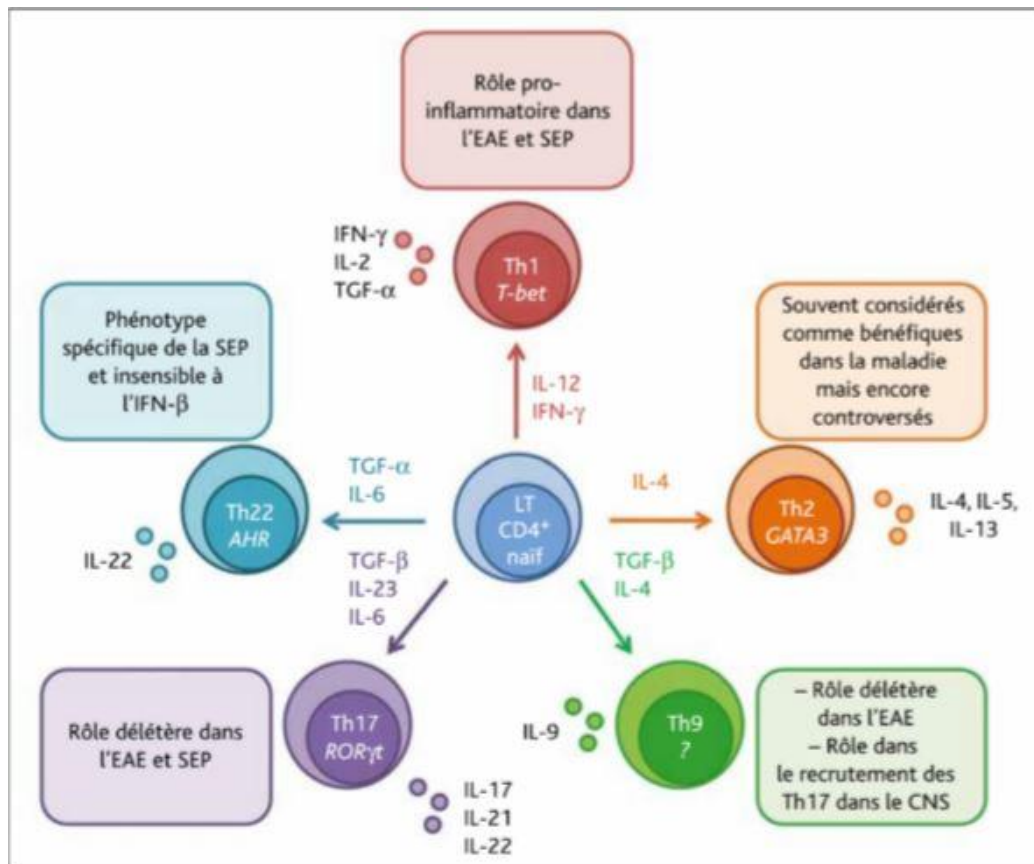 Rôle pro-
inflammatoire dans
l'EAE et SEP
IFN-γ
IL-2
TGF-α
Th1
T-bet
Phénotype
spécifique de la SEP
et insensible à
l'IFN-β
Souvent considérés
comme bénéfiques
dans la maladie
mais encore
controversés
IL-12
IFN-γ
TGF-α
IL-6
LT
CD4⁺
naïf
IL-4
Th22
AHR
IL-22
Th2
GATA3
IL-4, IL-5,
IL-13
TGF-β
IL-23
IL-6
TGF-β
IL-4
Rôle délétère dans
l'EAE et SEP
Th17
RORγt
IL-17
IL-21
IL-22
IL-9
Th9
?
– Rôle délétère
dans l'EAE
– Rôle dans
le recrutement des
Th17 dans le CNS